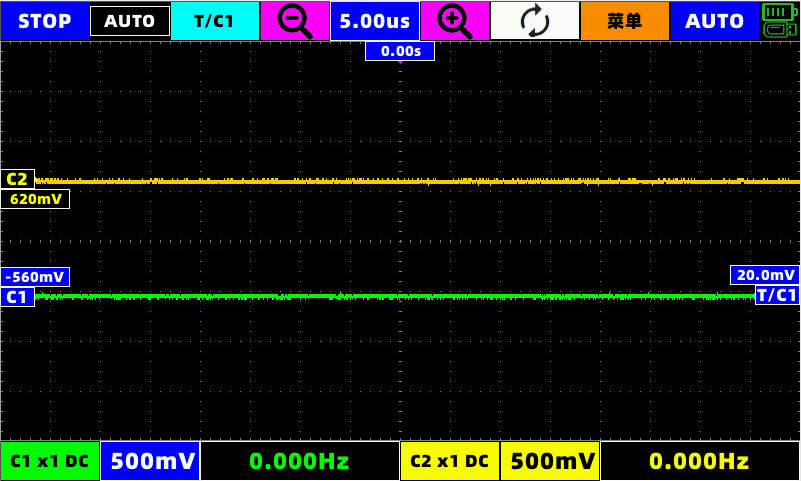 STOP AUTO T/C1 5.00us 菜单 AUTO
0.00s
C2
620mV
-560mV 20.0mV
C1 T/C1
C1 x1 DC 500mV 0.000Hz C2 x1 DC 500mV 0.000Hz